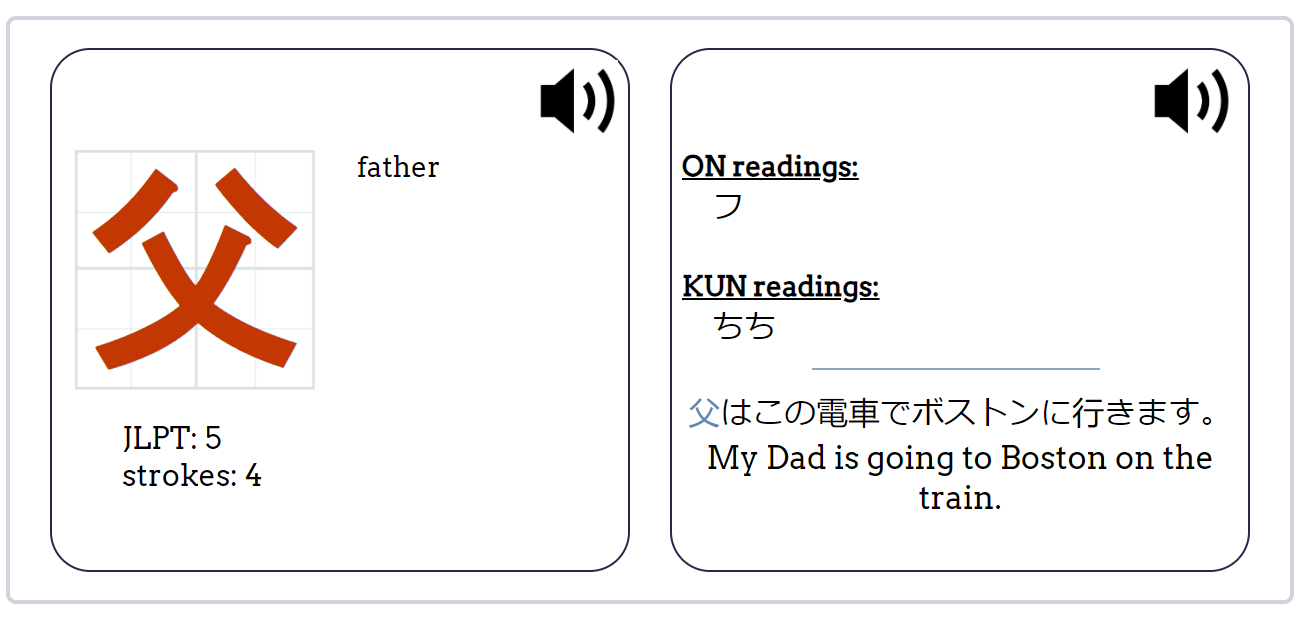 父
father
JLPT: 5
strokes: 4
ON readings:
フ
KUN readings:
ちち
父はこの電車でボストンに行きます。
My Dad is going to Boston on the
train.